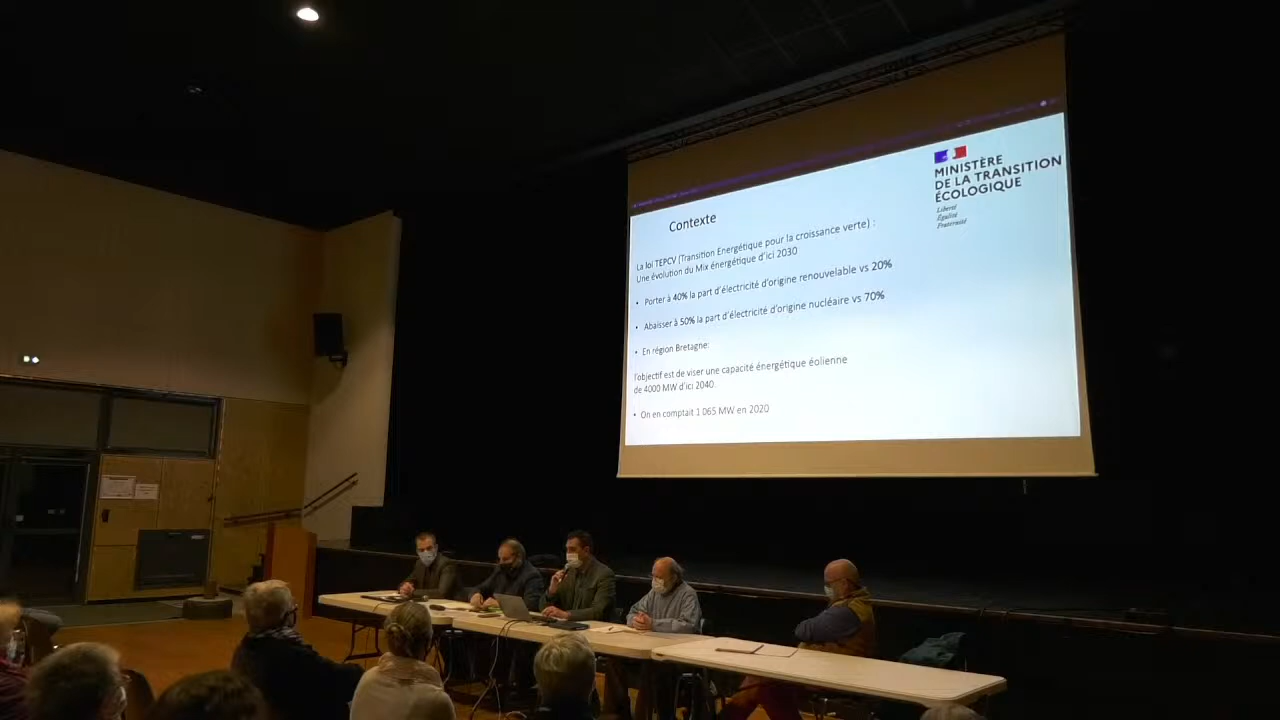 MINISTÈRE
DE LA TRANSITION
ÉCOLOGIQUE
Liberté
Égalité
Fraternité
Contexte
La loi TEPCV (Transition Energétique pour la croissance verte) :
Une évolution du Mix énergétique d'ici 2030
• Porter à 40% la part d'électricité d'origine renouvelable vs 20%
• Abaisser à 50% la part d'électricité d'origine nucléaire vs 70%
• En région Bretagne:
l'objectif est de viser une capacité énergétique éolienne
de 4000 MW d'ici 2040
• On en comptait 1 065 MW en 2020